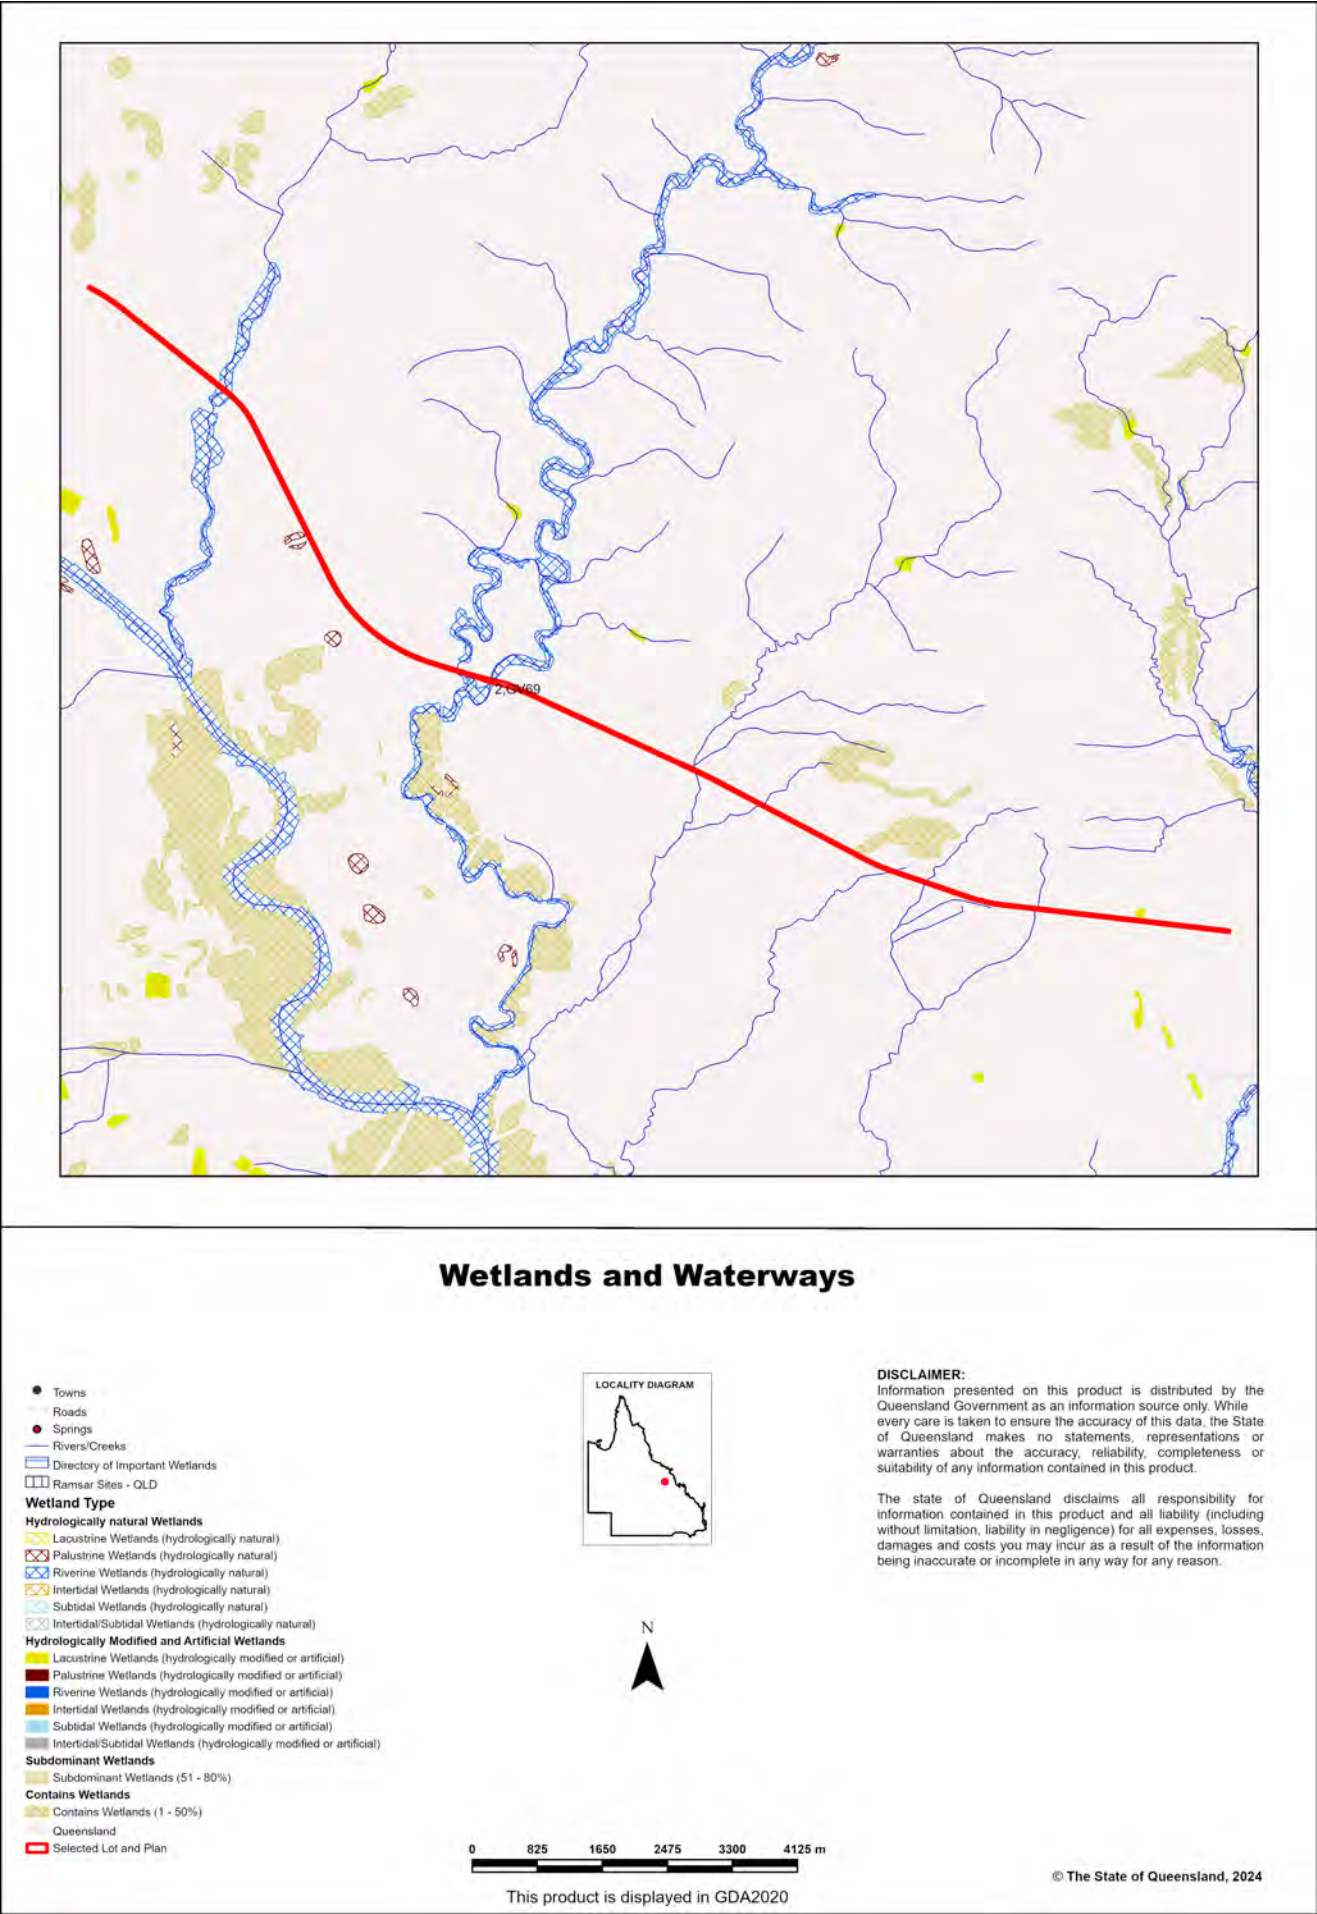 2,GV69
Wetlands and Waterways
Towns
Roads
Springs
Rivers/Creeks
Directory of Important Wetlands
Ramsar Sites - QLD
Wetland Type
Hydrologically natural Wetlands
Lacustrine Wetlands (hydrologically natural)
Palustrine Wetlands (hydrologically natural)
Riverine Wetlands (hydrologically natural)
Intertidal Wetlands (hydrologically natural)
Subtidal Wetlands (hydrologically natural)
Intertidal/Subtidal Wetlands (hydrologically natural)
Hydrologically Modified and Artificial Wetlands
Lacustrine Wetlands (hydrologically modified or artificial)
Palustrine Wetlands (hydrologically modified or artificial)
Riverine Wetlands (hydrologically modified or artificial)
Intertidal Wetlands (hydrologically modified or artificial)
Subtidal Wetlands (hydrologically modified or artificial)
Intertidal/Subtidal Wetlands (hydrologically modified or artificial)
Subdominant Wetlands
Subdominant Wetlands (51 - 80%)
Contains Wetlands
Contains Wetlands (1 - 50%)
Queensland
Selected Lot and Plan
LOCALITY DIAGRAM
N
0 825 1650 2475 3300 4125 m
This product is displayed in GDA2020
DISCLAIMER:
Information presented on this product is distributed by the
Queensland Government as an information source only. While
every care is taken to ensure the accuracy of this data, the State
of Queensland makes no statements, representations or
warranties about the accuracy, reliability, completeness or
suitability of any information contained in this product.
The state of Queensland disclaims all responsibility for
information contained in this product and all liability (including
without limitation, liability in negligence) for all expenses, losses,
damages and costs you may incur as a result of the information
being inaccurate or incomplete in any way for any reason.
© The State of Queensland, 2024